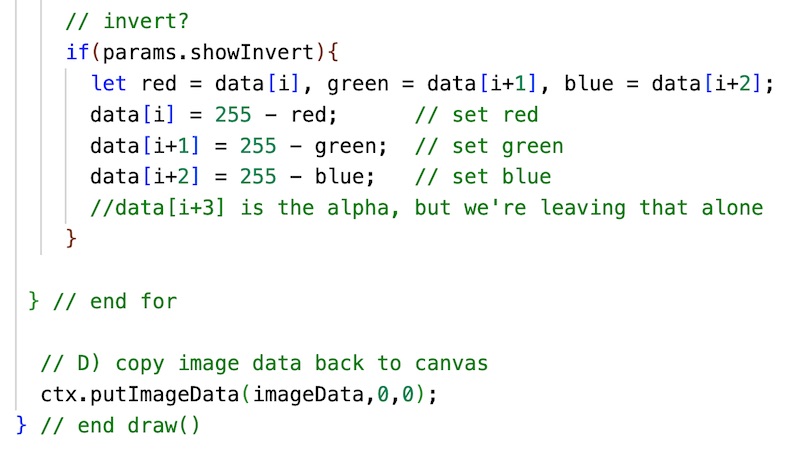 // invert?
if(params.showInvert){
let red = data[i], green = data[i+1], blue = data[i+2];
data[i] = 255 - red;      // set red
data[i+1] = 255 - green;  // set green
data[i+2] = 255 - blue;   // set blue
//data[i+3] is the alpha, but we're leaving that alone
}
} // end for
// D) copy image data back to canvas
ctx.putImageData(imageData,0,0);
} // end draw()